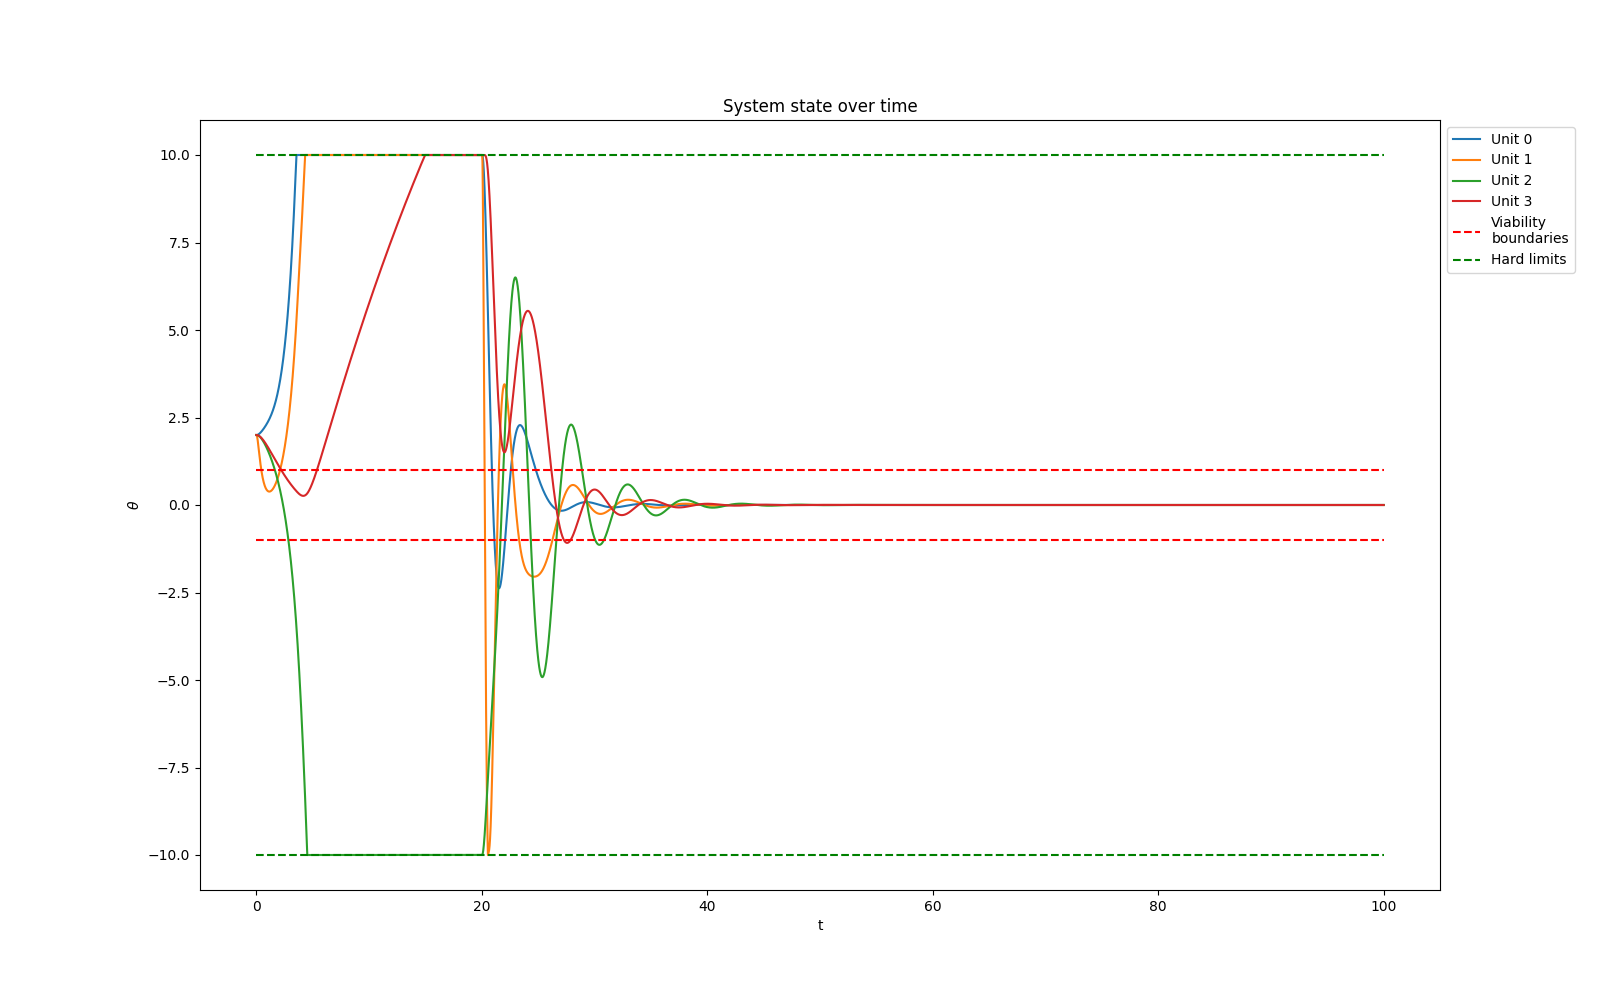 System state over time
10.0
7.5
5.0
2.5
0.0
−2.5
−5.0
−7.5
−10.0
θ
0
20
40
60
80
100
t
Unit 0
Unit 1
Unit 2
Unit 3
Viability
boundaries
Hard limits